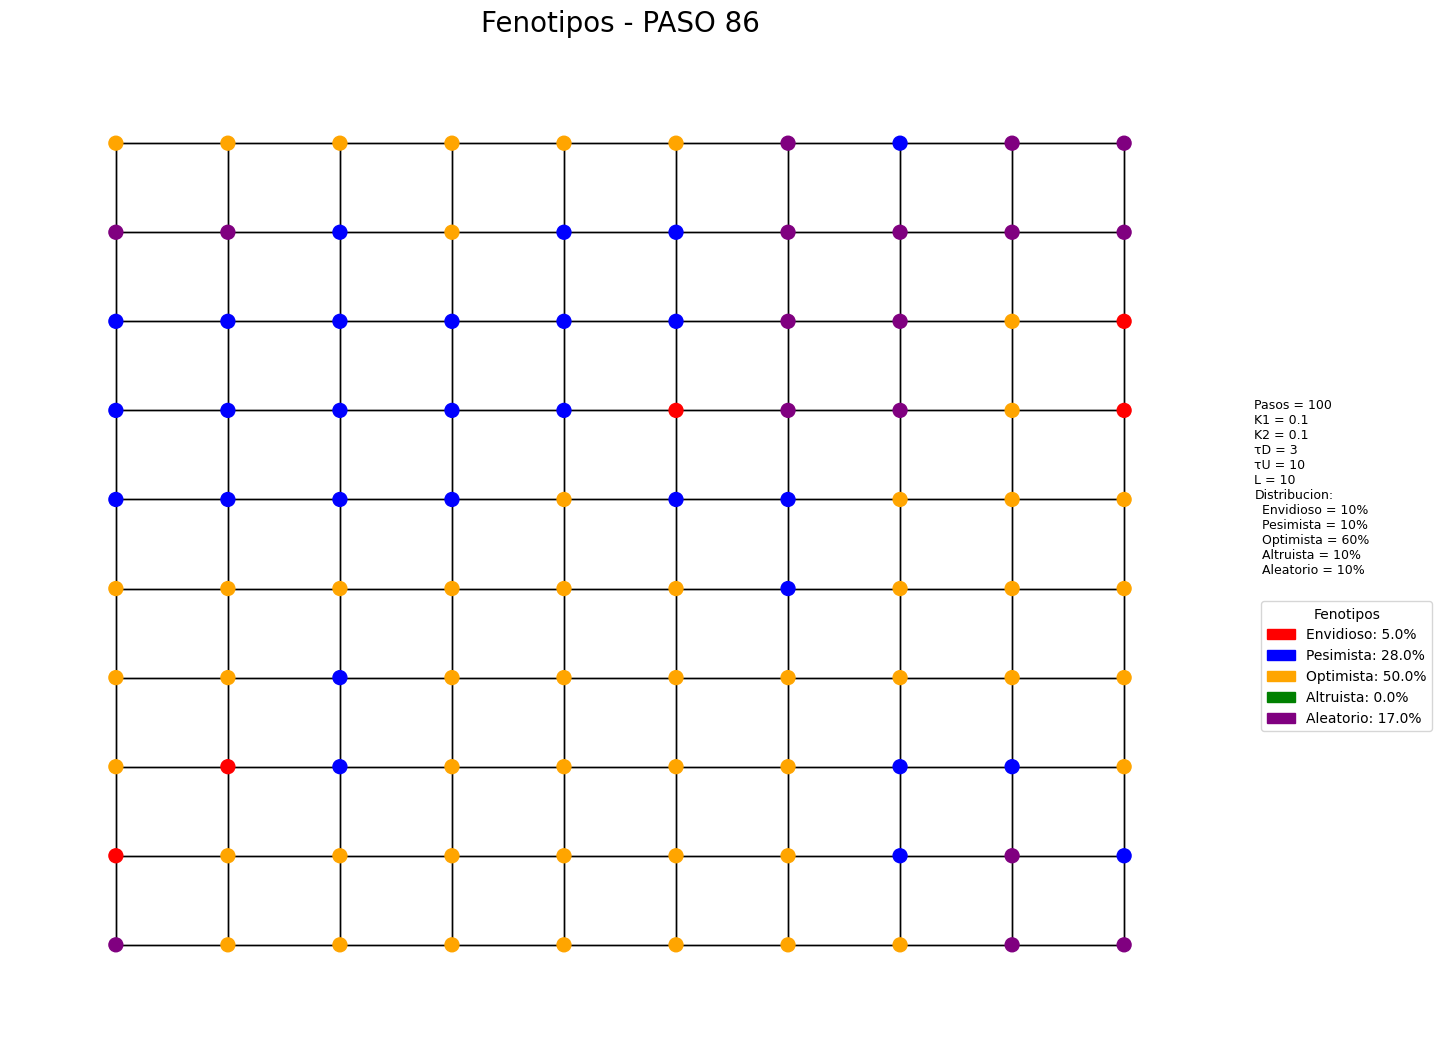 Fenotipos - PASO 86
Pasos = 100
K1 = 0.1
K2 = 0.1
τD = 3
τU = 10
L = 10
Distribucion:
Envidioso = 10%
Pesimista = 10%
Optimista = 60%
Altruista = 10%
Aleatorio = 10%
Fenotipos
Envidioso: 5.0%
Pesimista: 28.0%
Optimista: 50.0%
Altruista: 0.0%
Aleatorio: 17.0%